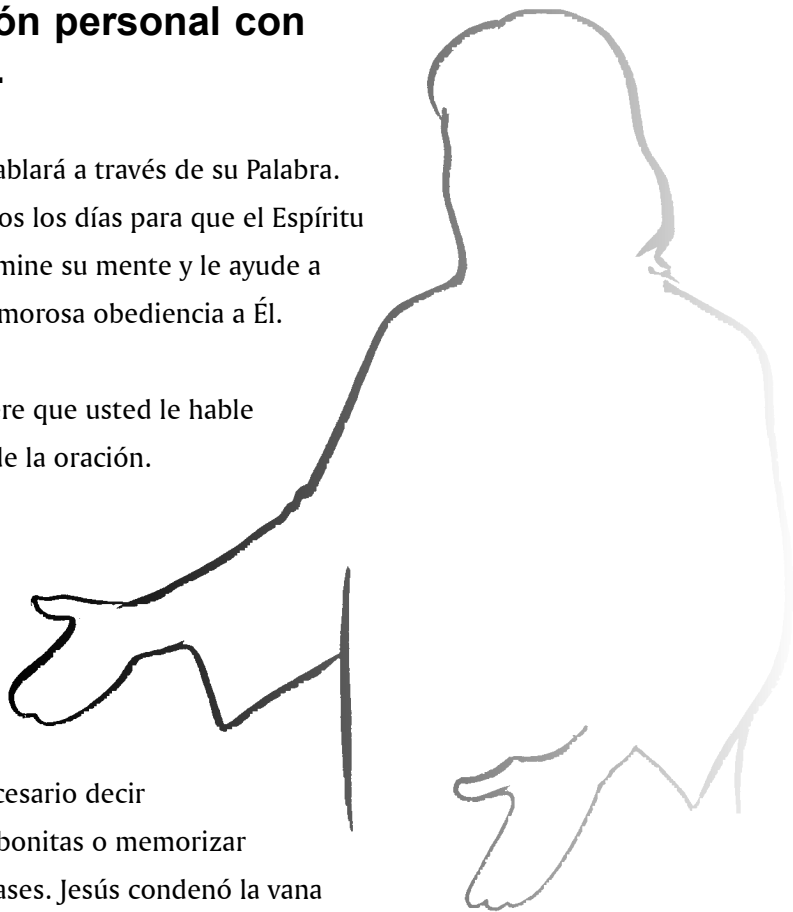 ón personal con
ablará a través de su Palabra.
os los días para que el Espíritu
mine su mente y le ayude a
morosa obediencia a Él.
ere que usted le hable
de la oración.
cesario decir
bonitas o memorizar
ases. Jesús condenó la vana